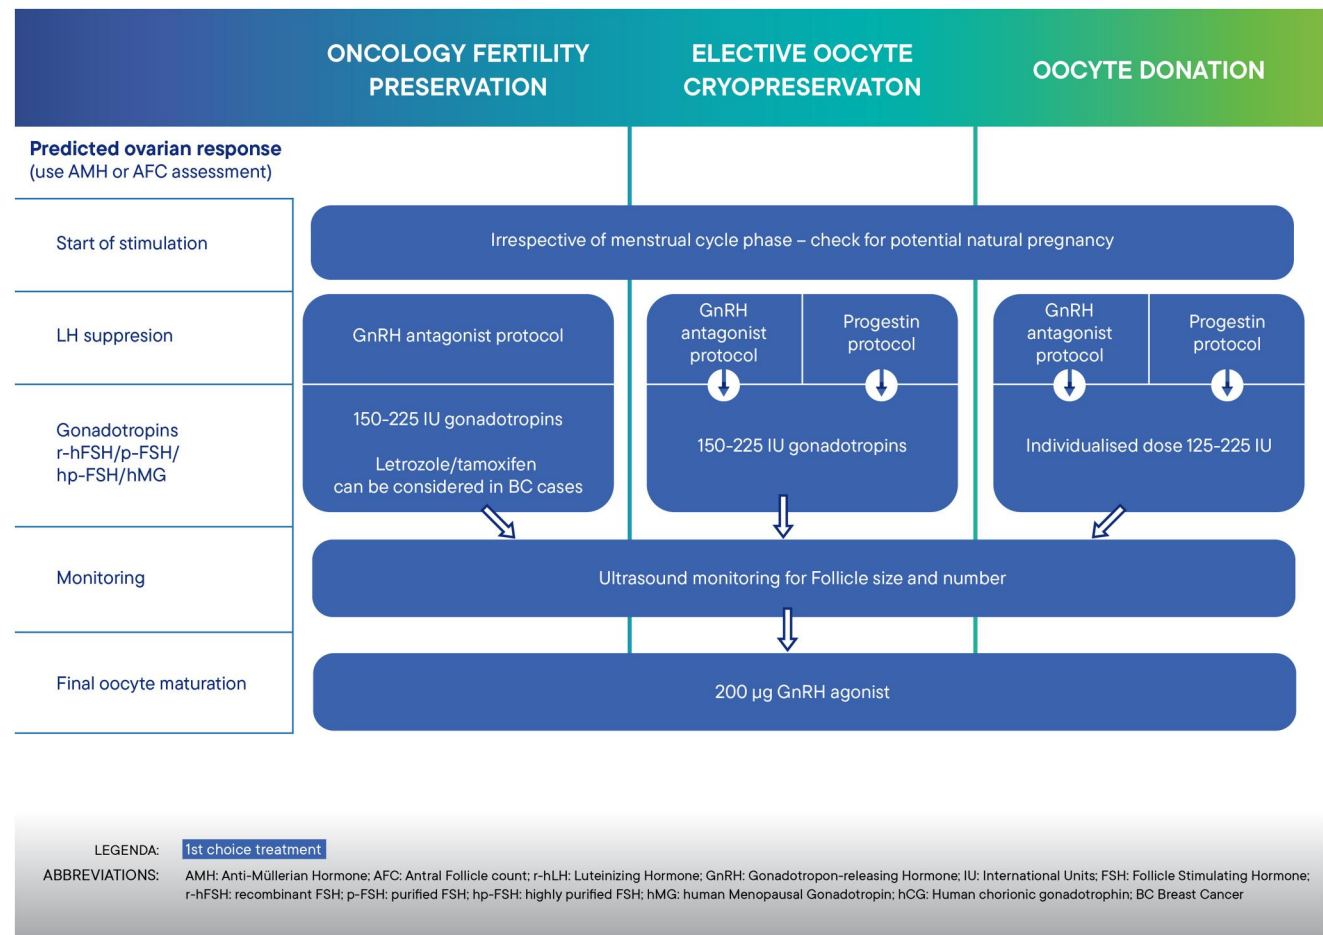 ONCOLOGY FERTILITY
PRESERVATION
ELECTIVE OOCYTE
CRYOPRESERVATON
OOCYTE DONATION
Predicted ovarian response
(use AMH or AFC assessment)
Start of stimulation
Irrespective of menstrual cycle phase – check for potential natural pregnancy
LH suppresion
GnRH antagonist protocol
GnRH
antagonist
protocol
Progestin
protocol
GnRH
antagonist
protocol
Progestin
protocol
Gonadotropins
r-hFSH/p-FSH/
hp-FSH/hMG
150-225 IU gonadotropins
Letrozole/tamoxifen
can be considered in BC cases
150-225 IU gonadotropins
Individualised dose 125-225 IU
Monitoring
Ultrasound monitoring for Follicle size and number
Final oocyte maturation
200 µg GnRH agonist
LEGENDA: 1st choice treatment
ABBREVIATIONS: AMH: Anti-Müllerian Hormone; AFC: Antral Follicle count; r-hLH: Luteinizing Hormone; GnRH: Gonadotropon-releasing Hormone; IU: International Units; FSH: Follicle Stimulating Hormone;
r-hFSH: recombinant FSH; p-FSH: purified FSH; hp-FSH: highly purified FSH; hMG: human Menopausal Gonadotropin; hCG: Human chorionic gonadotrophin; BC Breast Cancer